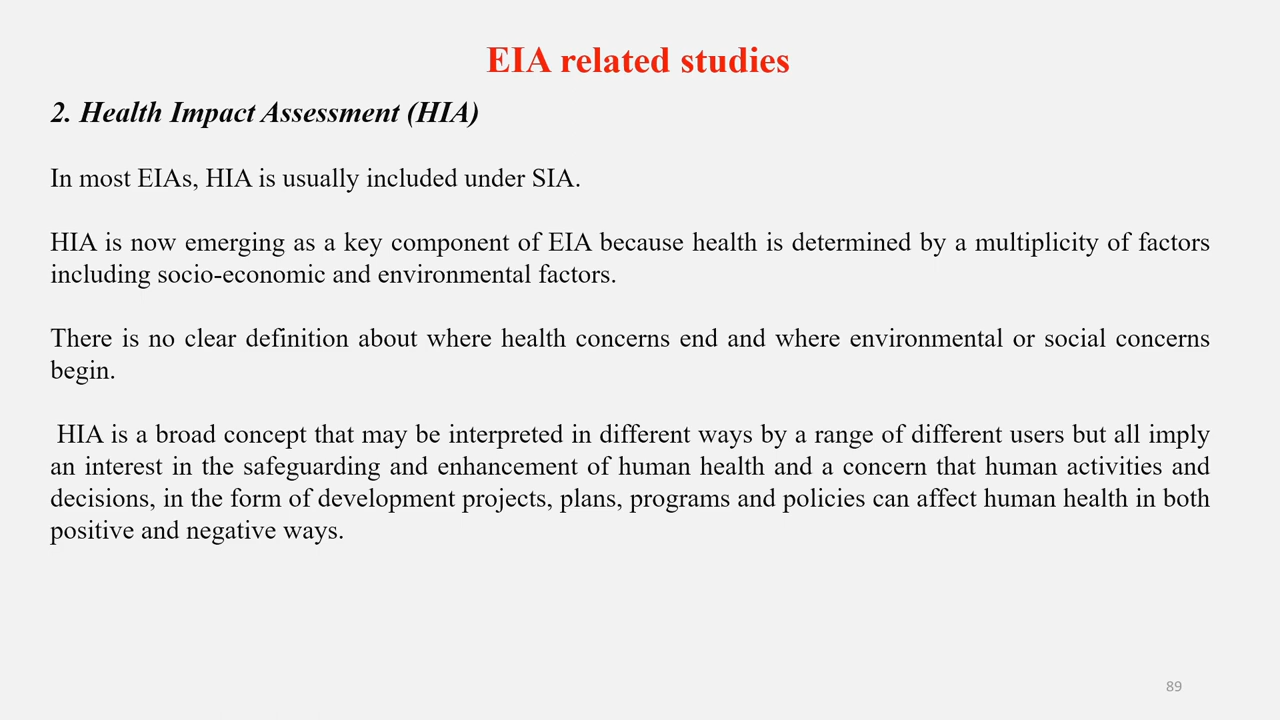 EIA related studies
2. Health Impact Assessment (HIA)
In most EIAs, HIA is usually included under SIA.
HIA is now emerging as a key component of EIA because health is determined by a multiplicity of factors
including socio-economic and environmental factors.
There is no clear definition about where health concerns end and where environmental or social concerns
begin.
HIA is a broad concept that may be interpreted in different ways by a range of different users but all imply
an interest in the safeguarding and enhancement of human health and a concern that human activities and
decisions, in the form of development projects, plans, programs and policies can affect human health in both
positive and negative ways.
89